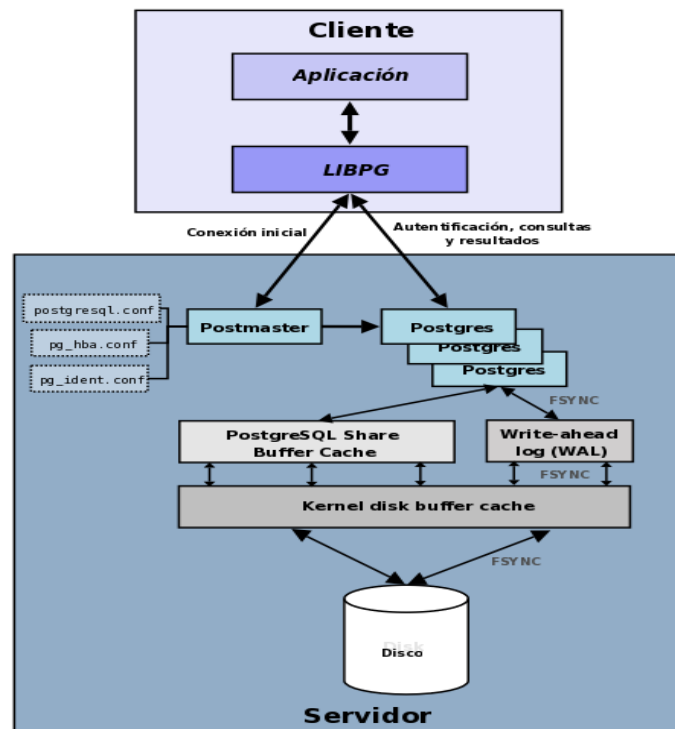 Cliente
Aplicación
LIBPG
Conexión inicial
Autentificación, consultas
y resultados
postgresql.conf
pg_hba.conf
pg_ident.conf
Postmaster
Postgres
Postgres
Postgres
FSYNC
PostgreSQL Share
Buffer Cache
Write-ahead
log (WAL)
FSYNC
Kernel disk buffer cache
FSYNC
Disk
Disco
Servidor